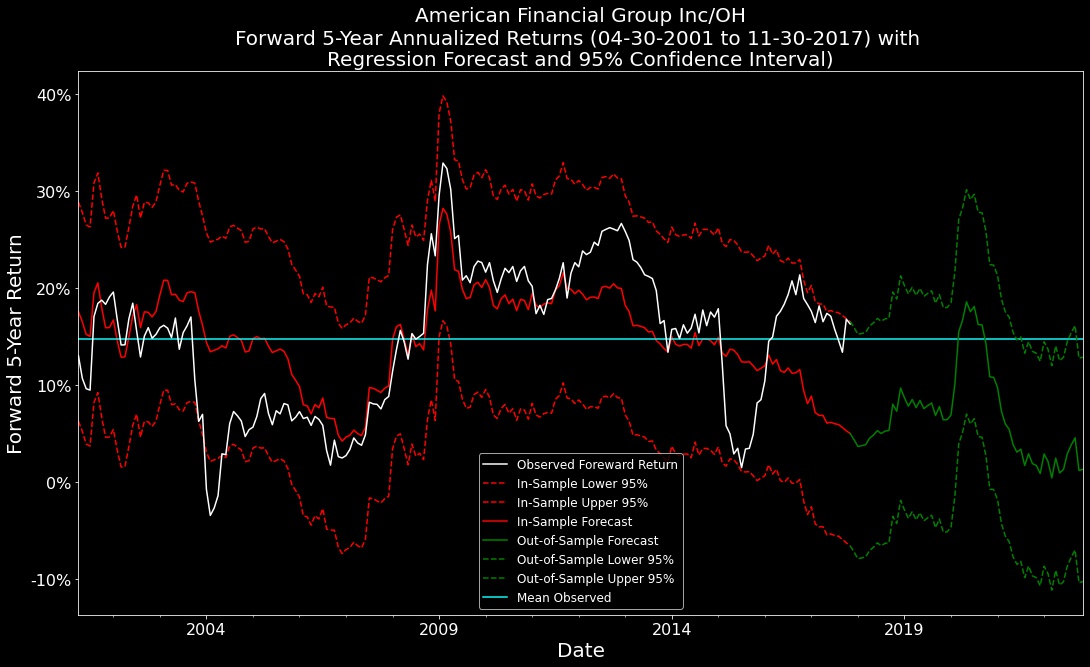 American Financial Group Inc/OH
Forward 5-Year Annualized Returns (04-30-2001 to 11-30-2017) with
Regression Forecast and 95% Confidence Interval)
Forward 5-Year Return
40%
30%
20%
10%
0%
-10%
Observed Foreward Return
In-Sample Lower 95%
In-Sample Upper 95%
In-Sample Forecast
Out-of-Sample Forecast
Out-of-Sample Lower 95%
Out-of-Sample Upper 95%
Mean Observed
2004 2009 2014 2019
Date